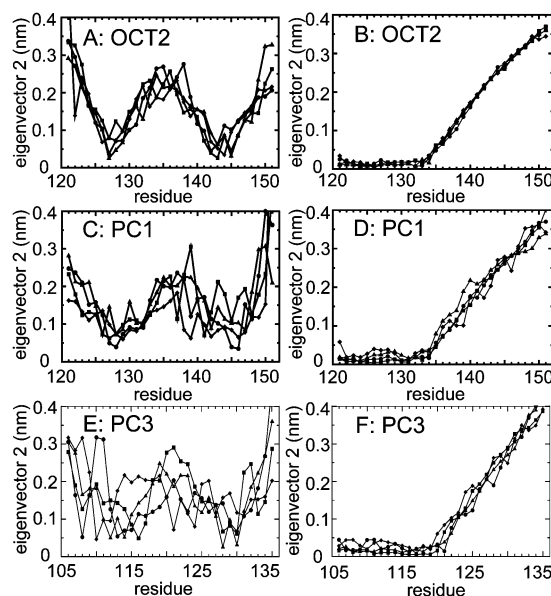 A: OCT2
eigenvector 2 (nm)
0.4
0.3
0.2
0.1
0
120 130 140 150
residue
B: OCT2
eigenvector 2 (nm)
0.4
0.3
0.2
0.1
0
120 130 140 150
residue
C: PC1
eigenvector 2 (nm)
0.4
0.3
0.2
0.1
0
120 130 140 150
residue
D: PC1
eigenvector 2 (nm)
0.4
0.3
0.2
0.1
0
120 130 140 150
residue
E: PC3
eigenvector 2 (nm)
0.4
0.3
0.2
0.1
0
105 115 125 135
residue
F: PC3
eigenvector 2 (nm)
0.4
0.3
0.2
0.1
0
105 115 125 135
residue